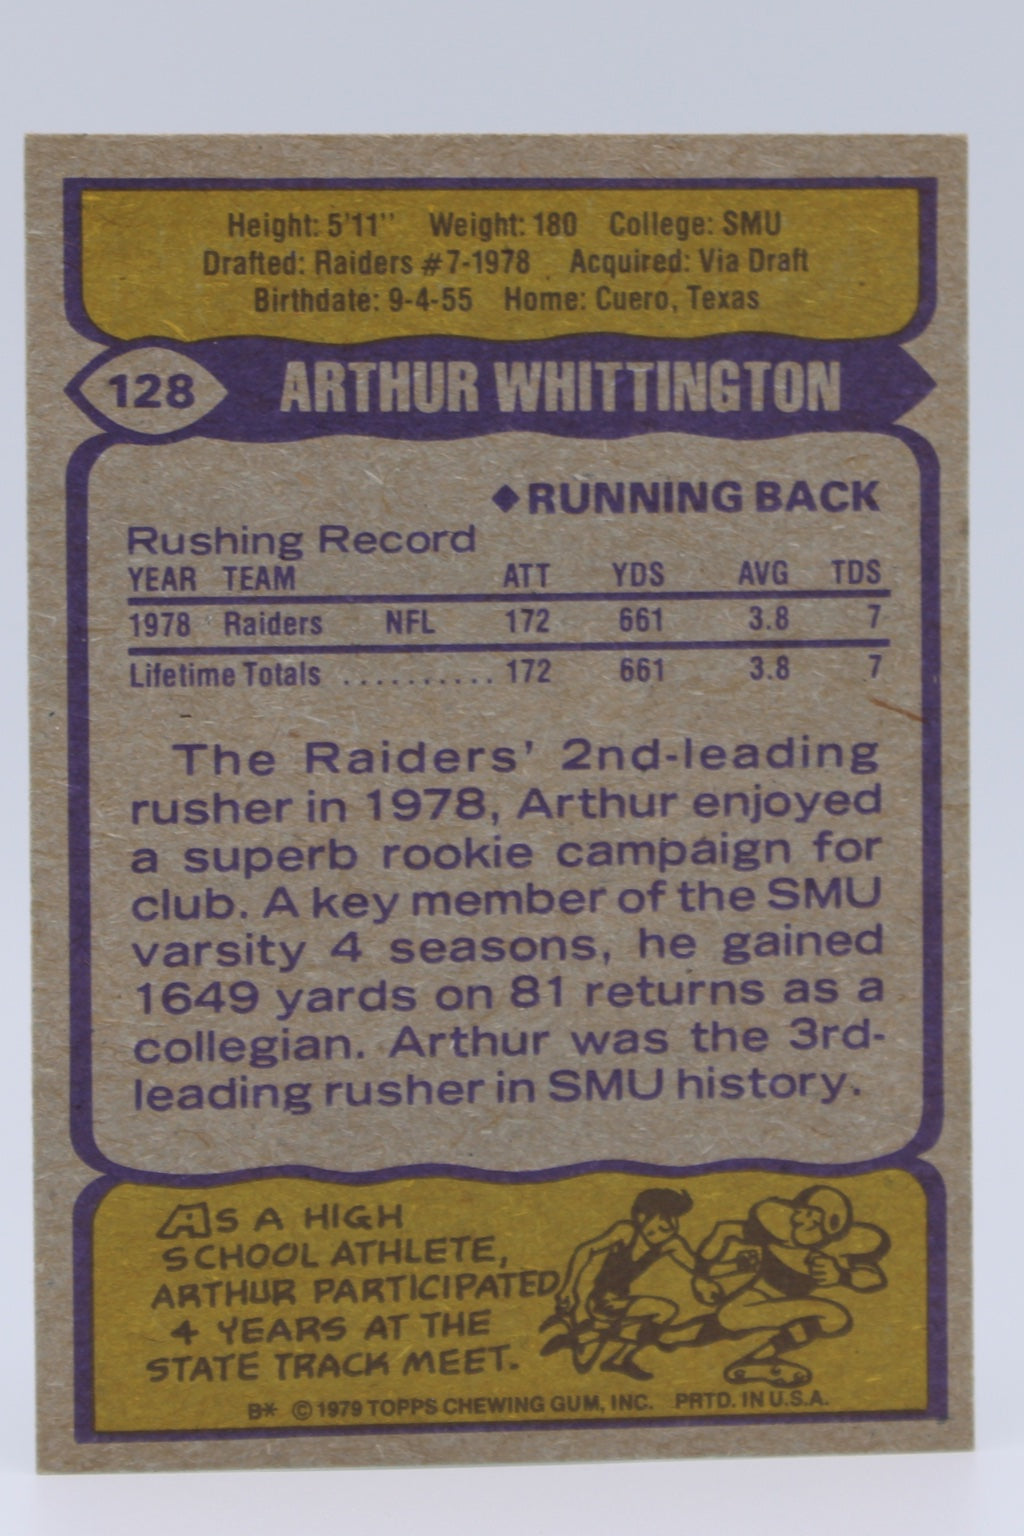 Height: 5'11" Weight: 180 College: SMU
Drafted: Raiders #7-1978 Acquired: Via Draft
Birthdate: 9-4-55 Home: Cuero, Texas
128 ARTHUR WHITTINGTON
◆RUNNING BACK
Rushing Record
YEAR TEAM ATT YDS AVG TDS
1978 Raiders NFL 172 661 3.8 7
Lifetime Totals .......... 172 661 3.8 7
The Raiders' 2nd-leading
rusher in 1978, Arthur enjoyed
a superb rookie campaign for
club. A key member of the SMU
varsity 4 seasons, he gained
1649 yards on 81 returns as a
collegian. Arthur was the 3rd-
leading rusher in SMU history.
AS A HIGH
SCHOOL ATHLETE,
ARTHUR PARTICIPATED
4 YEARS AT THE
STATE TRACK MEET.
B* © 1979 TOPPS CHEWING GUM, INC. PRTD. IN U.S.A.